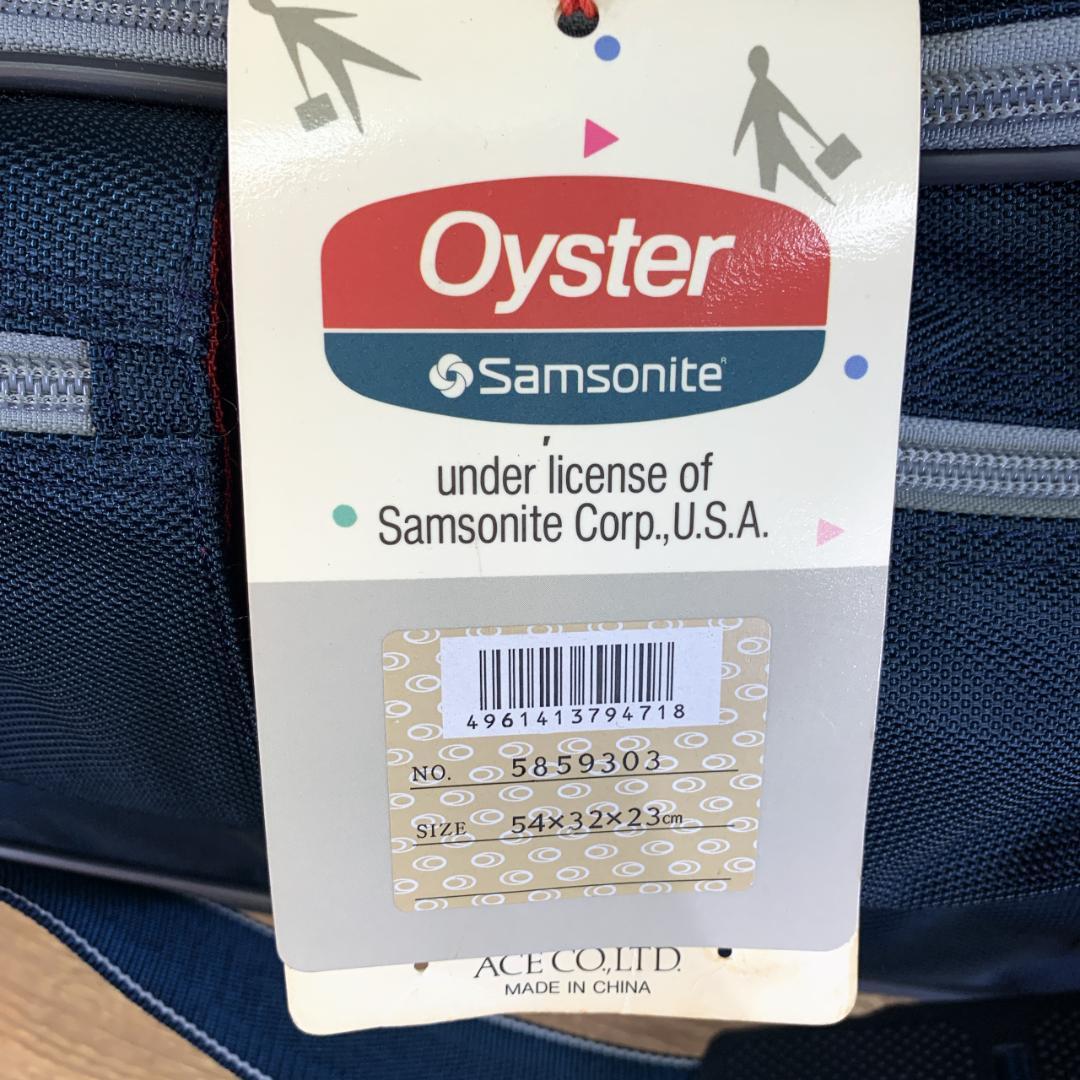 Oyster
Samsonite R
under license of
Samsonite Corp.,U.S.A.
4961413794718
NO. 5859303
SIZE 54×32×23cm
ACE CO.,LTD.
MADE IN CHINA